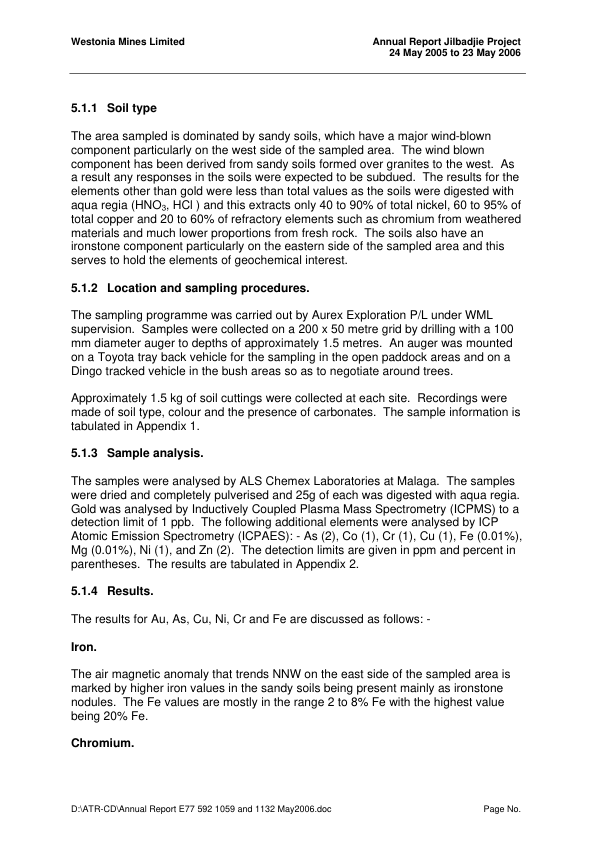 Westonia Mines Limited
Annual Report Jilbadjie Project
24 May 2005 to 23 May 2006
5.1.1 Soil type
The area sampled is dominated by sandy soils, which have a major wind-blown
component particularly on the west side of the sampled area. The wind blown
component has been derived from sandy soils formed over granites to the west. As
a result any responses in the soils were expected to be subdued. The results for the
elements other than gold were less than total values as the soils were digested with
aqua regia (HNO₃, HCl ) and this extracts only 40 to 90% of total nickel, 60 to 95% of
total copper and 20 to 60% of refractory elements such as chromium from weathered
materials and much lower proportions from fresh rock. The soils also have an
ironstone component particularly on the eastern side of the sampled area and this
serves to hold the elements of geochemical interest.
5.1.2 Location and sampling procedures.
The sampling programme was carried out by Aurex Exploration P/L under WML
supervision. Samples were collected on a 200 x 50 metre grid by drilling with a 100
mm diameter auger to depths of approximately 1.5 metres. An auger was mounted
on a Toyota tray back vehicle for the sampling in the open paddock areas and on a
Dingo tracked vehicle in the bush areas so as to negotiate around trees.
Approximately 1.5 kg of soil cuttings were collected at each site. Recordings were
made of soil type, colour and the presence of carbonates. The sample information is
tabulated in Appendix 1.
5.1.3 Sample analysis.
The samples were analysed by ALS Chemex Laboratories at Malaga. The samples
were dried and completely pulverised and 25g of each was digested with aqua regia.
Gold was analysed by Inductively Coupled Plasma Mass Spectrometry (ICPMS) to a
detection limit of 1 ppb. The following additional elements were analysed by ICP
Atomic Emission Spectrometry (ICPAES): - As (2), Co (1), Cr (1), Cu (1), Fe (0.01%),
Mg (0.01%), Ni (1), and Zn (2). The detection limits are given in ppm and percent in
parentheses. The results are tabulated in Appendix 2.
5.1.4 Results.
The results for Au, As, Cu, Ni, Cr and Fe are discussed as follows: -
Iron.
The air magnetic anomaly that trends NNW on the east side of the sampled area is
marked by higher iron values in the sandy soils being present mainly as ironstone
nodules. The Fe values are mostly in the range 2 to 8% Fe with the highest value
being 20% Fe.
Chromium.
D:\ATR-CD\Annual Report E77 592 1059 and 1132 May2006.doc
Page No.